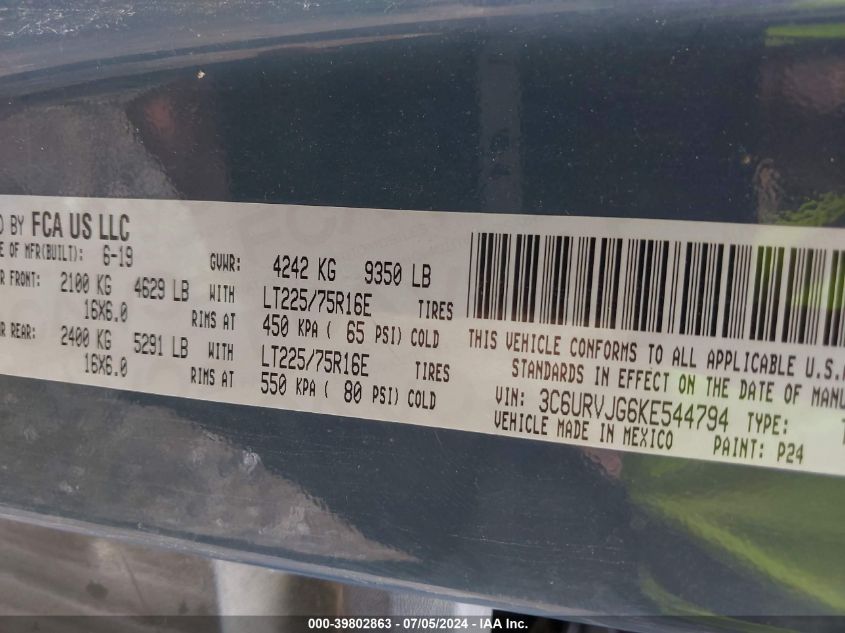 D BY FCA US LLC
E OF MFR(BUILT): 6-19 GVWR: 4242 KG 9350 LB
R FRONT: 2100 KG 4629 LB WITH LT225/75R16E TIRES
16X6.0 RIMS AT 450 KPA ( 65 PSI) COLD
R REAR: 2400 KG 5291 LB WITH LT225/75R16E TIRES
16X6.0 RIMS AT 550 KPA ( 80 PSI) COLD
THIS VEHICLE CONFORMS TO ALL APPLICABLE U.S.
STANDARDS IN EFFECT ON THE DATE OF MANU
VIN: 3C6URVJG6KE544794 TYPE: T
VEHICLE MADE IN MEXICO PAINT: P24
000-39802863 - 07/05/2024 - IAA Inc.